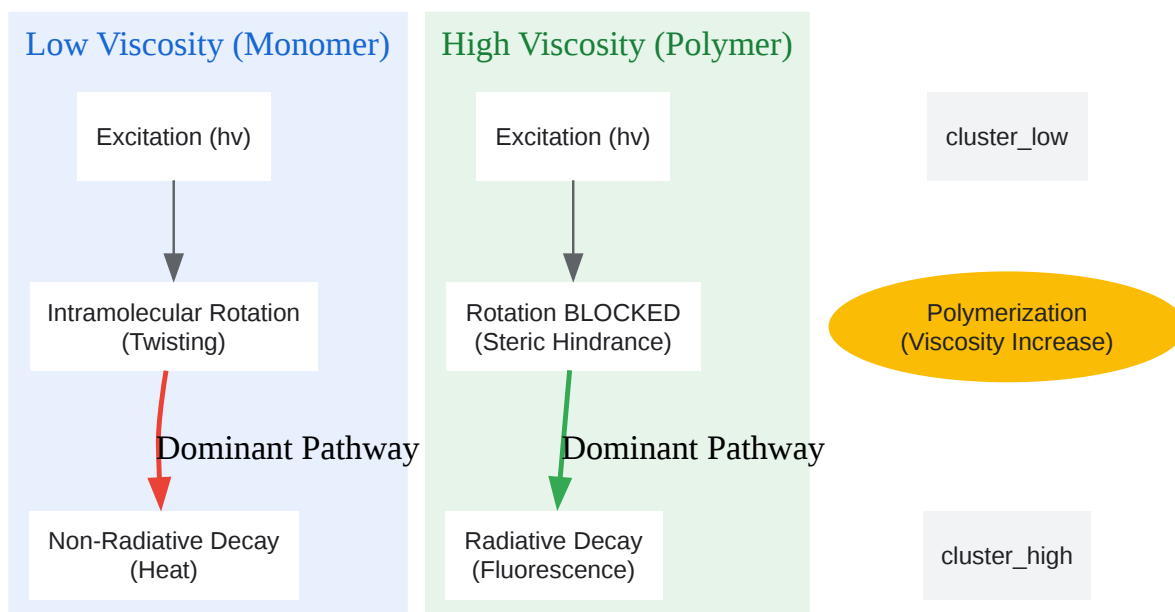 Low Viscosity (Monomer)
Excitation (hv)
Intramolecular Rotation
(Twisting)
Dominant Pathway
Non-Radiative Decay
(Heat)
High Viscosity (Polymer)
Excitation (hv)
Rotation BLOCKED
(Steric Hindrance)
Dominant Pathway
Radiative Decay
(Fluorescence)
cluster_low
Polymerization
(Viscosity Increase)
cluster_high